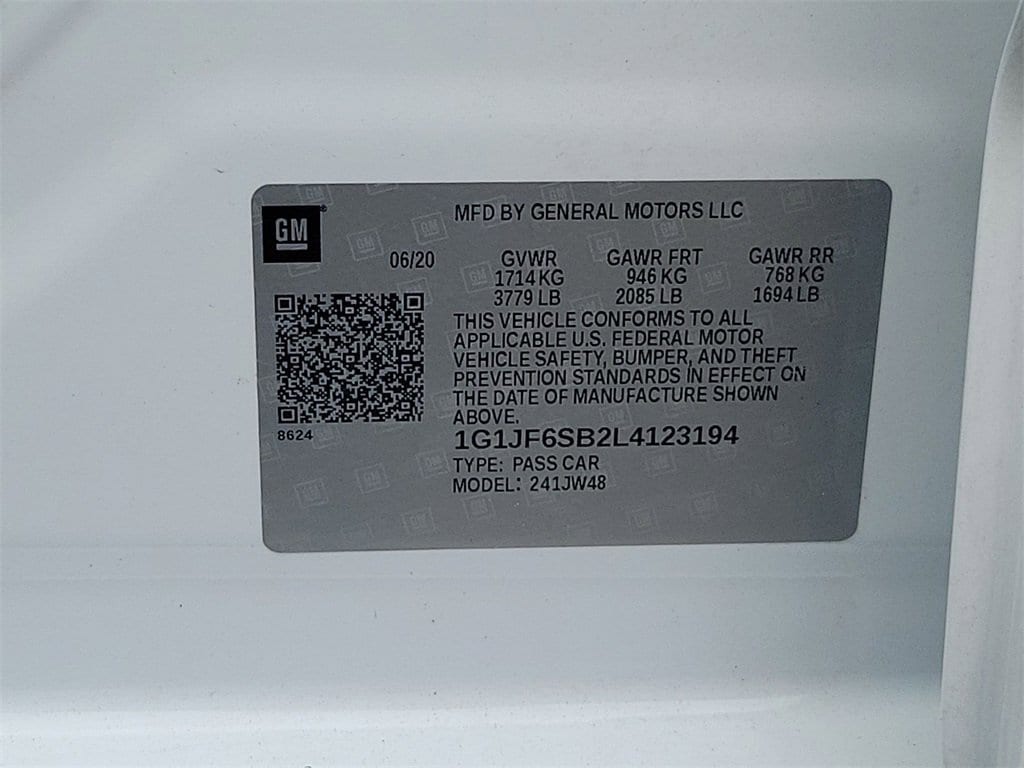 GM
MFD BY GENERAL MOTORS LLC
06/20 GVWR GAWR FRT GAWR RR
1714 KG 946 KG 768 KG
3779 LB 2085 LB 1694 LB
THIS VEHICLE CONFORMS TO ALL
APPLICABLE U.S. FEDERAL MOTOR
VEHICLE SAFETY, BUMPER, AND THEFT
PREVENTION STANDARDS IN EFFECT ON
THE DATE OF MANUFACTURE SHOWN
ABOVE.
8624
1G1JF6SB2L4123194
TYPE: PASS CAR
MODEL: 241JW48